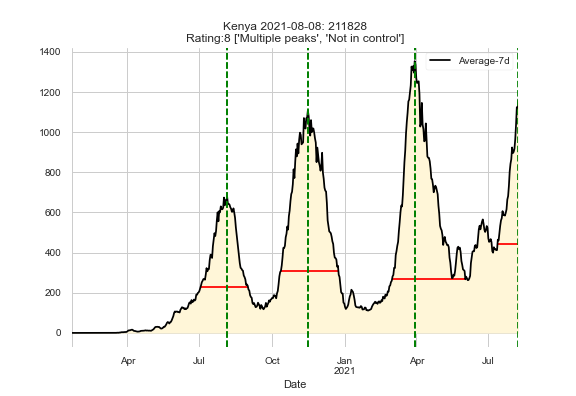 Kenya 2021-08-08: 211828
Rating:8 ['Multiple peaks', 'Not in control']
1400
1200
1000
800
600
400
200
0
Average-7d
Apr
Jul
Oct
Jan
2021
Apr
Jul
Date